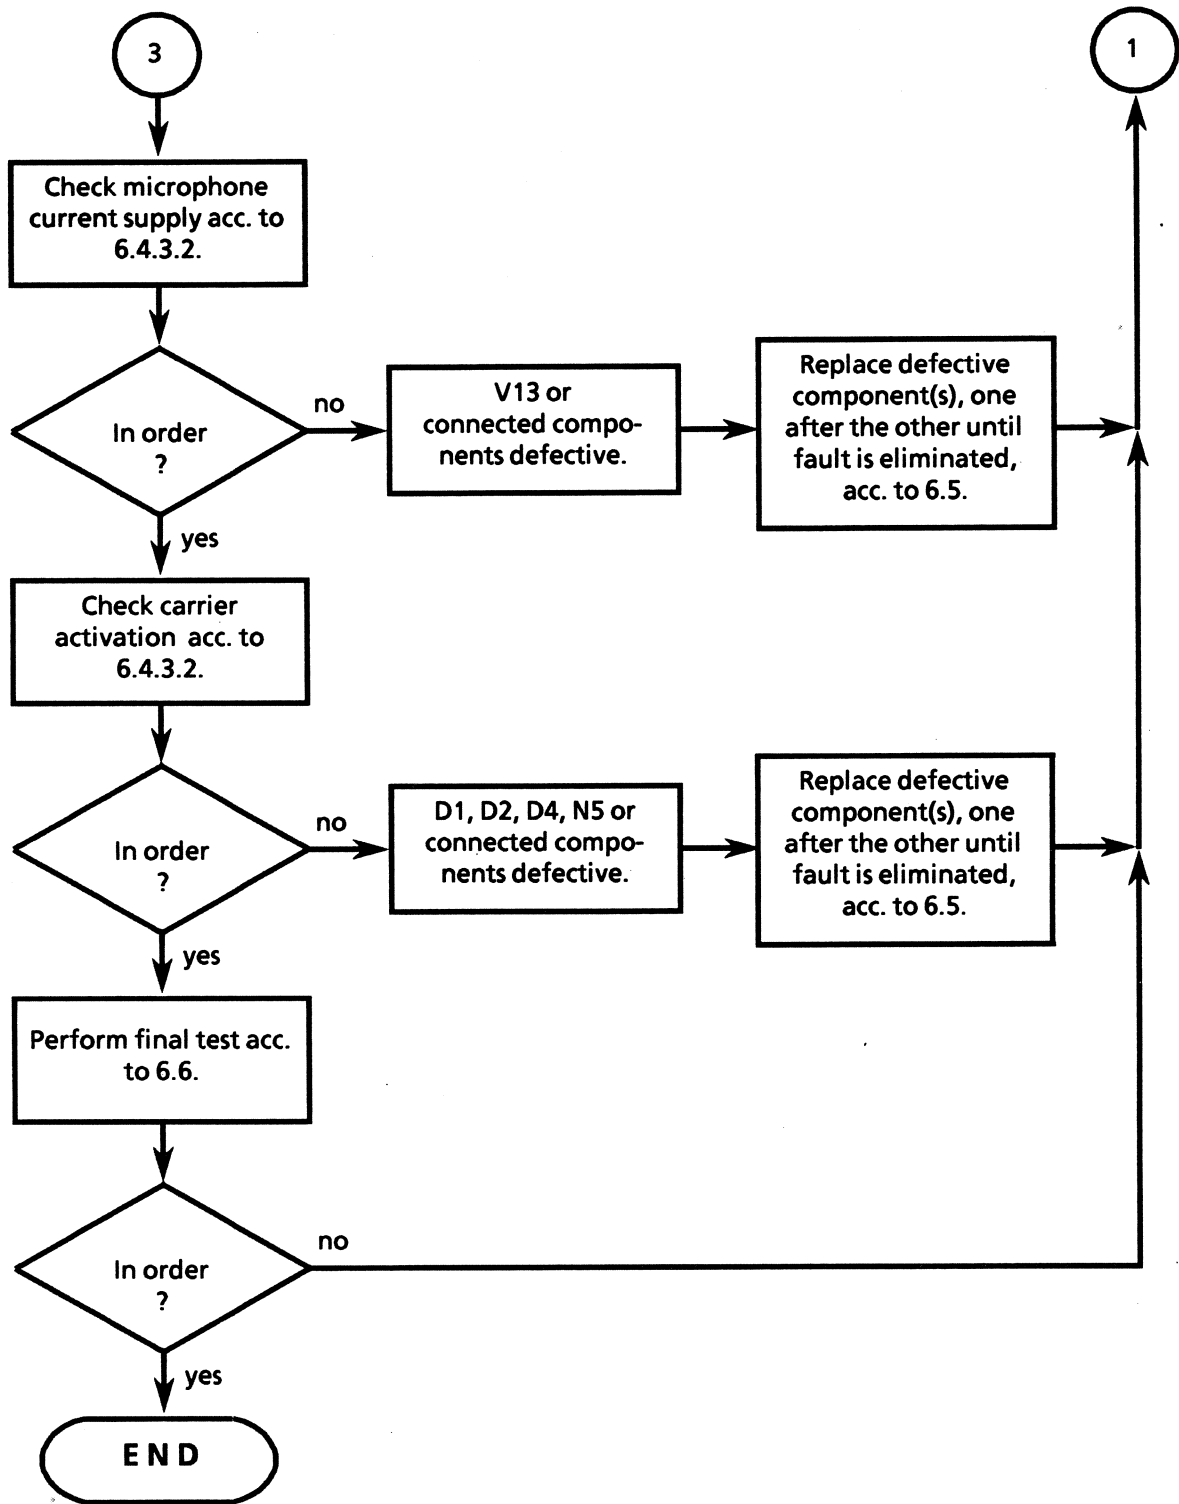 3
1
Check microphone
current supply acc. to
6.4.3.2.
In order
?
no
V13 or
connected compo-
nents defective.
Replace defective
component(s), one
after the other until
fault is eliminated,
acc. to 6.5.
yes
Check carrier
activation acc. to
6.4.3.2.
In order
?
no
D1, D2, D4, N5 or
connected compo-
nents defective.
Replace defective
component(s), one
after the other until
fault is eliminated,
acc. to 6.5.
yes
Perform final test acc.
to 6.6.
In order
?
no
yes
E N D